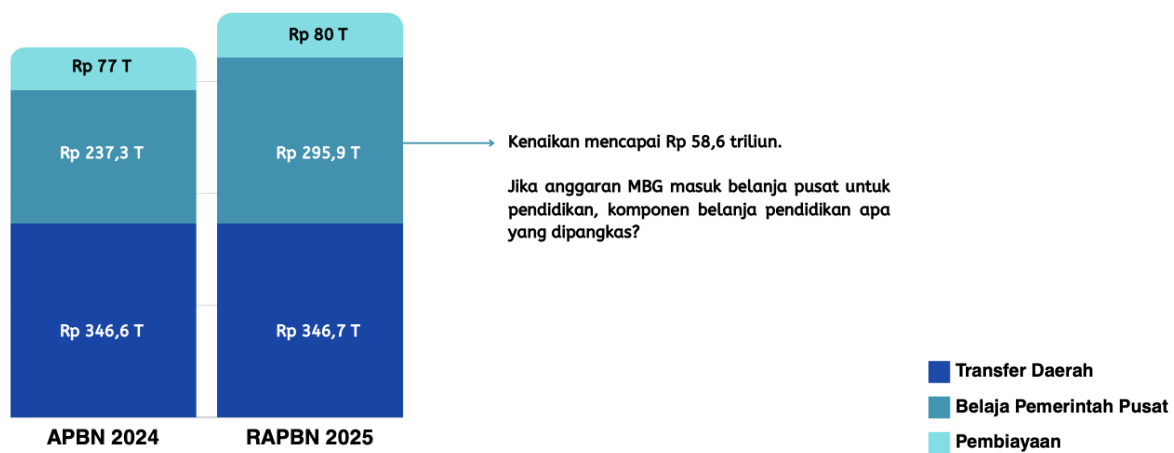 Rp 77 T
Rp 80 T
Rp 237,3 T
Rp 295,9 T
Kenaikan mencapai Rp 58,6 triliun.
Jika anggaran MBG masuk belanja pusat untuk
pendidikan, komponen belanja pendidikan apa
yang dipangkas?
Rp 346,6 T
Rp 346,7 T
APBN 2024
RAPBN 2025
Transfer Daerah
Belaja Pemerintah Pusat
Pembiayaan